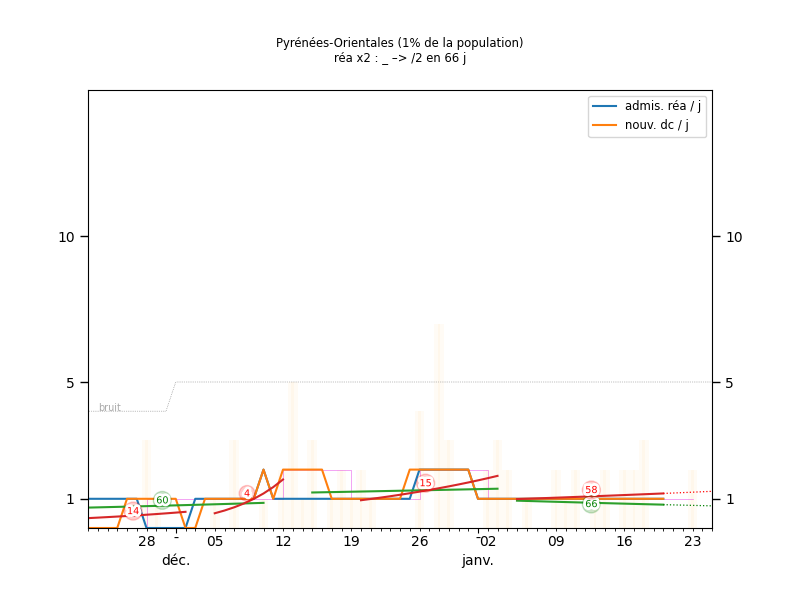 Pyrénées-Orientales (1% de la population)
réa x2 : _ –> /2 en 66 j
admis. réa / j
nouv. dc / j
10 10
5 5
bruit
1 1
14 60 4 15 58 66
28 - 05 12 19 26 -02 09 16 23
déc. janv.